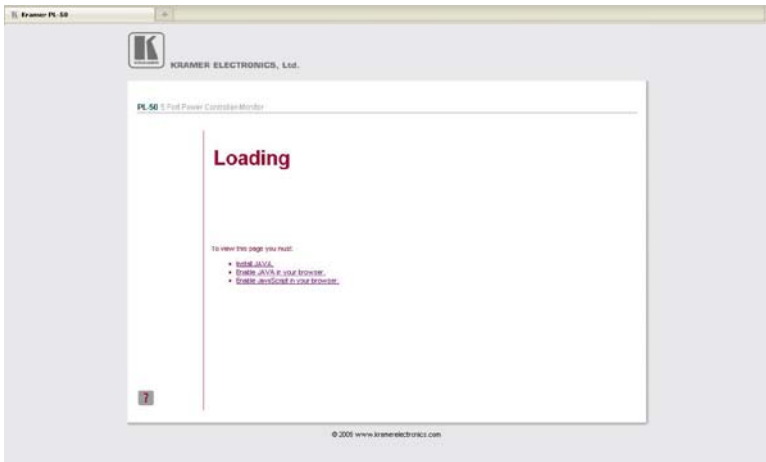 Kramer PL-50
KRAMER ELECTRONICS, Ltd.
PL-50 5 Port Power Controller-Monitor
Loading
To view this page you must:
Install JAVA.
Enable JAVA in your browser.
Enable JavaScript in your browser.
?
© 2005 www.kramerelectronics.com